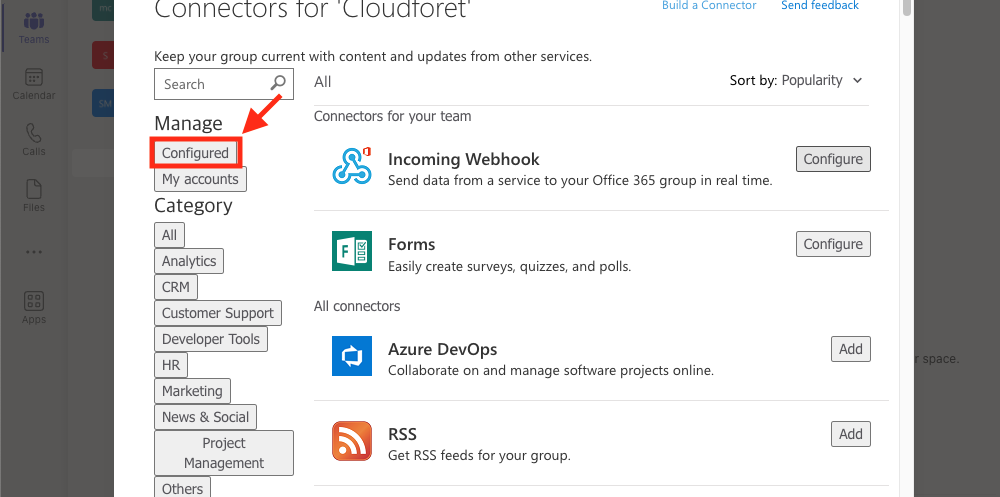 Connectors for 'Cloudforet'
Build a Connector
Send feedback
Keep your group current with content and updates from other services.
Search
All
Sort by: Popularity
Manage
Configured
My accounts
Category
All
Analytics
CRM
Customer Support
Developer Tools
HR
Marketing
News & Social
Project
Management
Others
Connectors for your team
Incoming Webhook
Send data from a service to your Office 365 group in real time.
Configure
Forms
Easily create surveys, quizzes, and polls.
Configure
All connectors
Azure DevOps
Collaborate on and manage software projects online.
Add
RSS
Get RSS feeds for your group.
Add
mc
S
SM
Teams
Calendar
Calls
Files
Apps
r space.